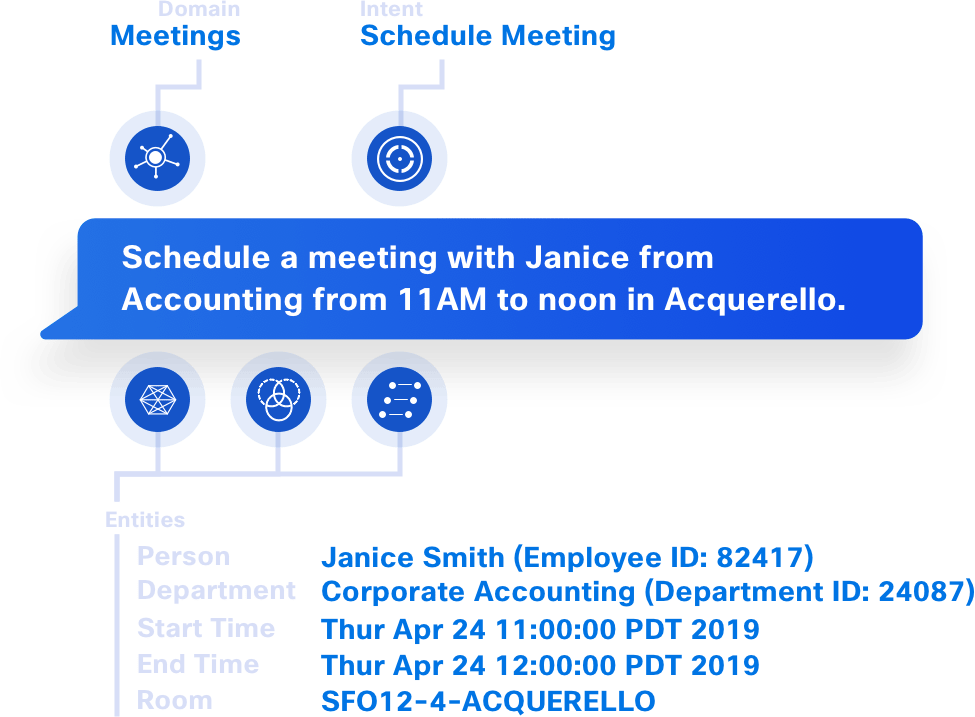 Domain Intent
Meetings Schedule Meeting
Schedule a meeting with Janice from
Accounting from 11AM to noon in Acquerello.
Entities
Person Janice Smith (Employee ID: 82417)
Department Corporate Accounting (Department ID: 24087)
Start Time Thur Apr 24 11:00:00 PDT 2019
End Time Thur Apr 24 12:00:00 PDT 2019
Room SFO12-4-ACQUERELLO